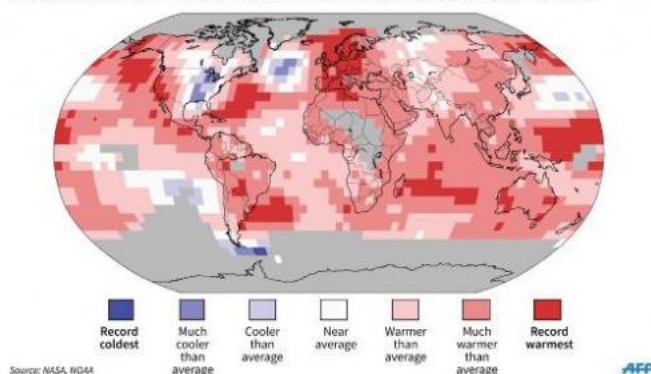 Record
coldest
Much
cooler
than
average
Cooler
than
average
Near
average
Warmer
than
average
Much
warmer
than
average
Record
warmest
Source: NASA, NOAA
AFP